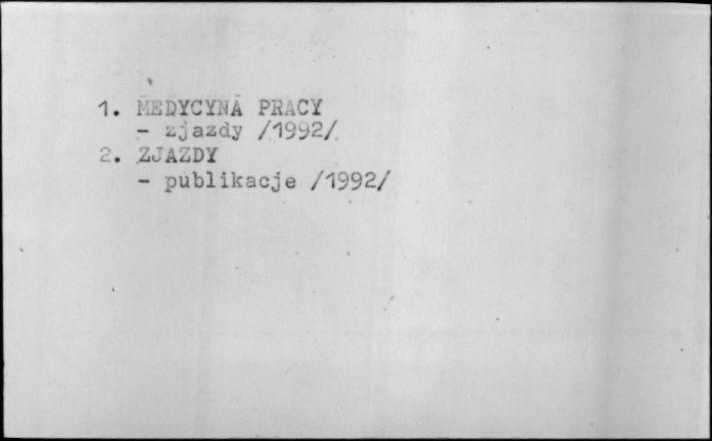 1. MEDYCYNA PRACY
- zjazdy /1992/
2. ZJAZDY
- publikacje /1992/